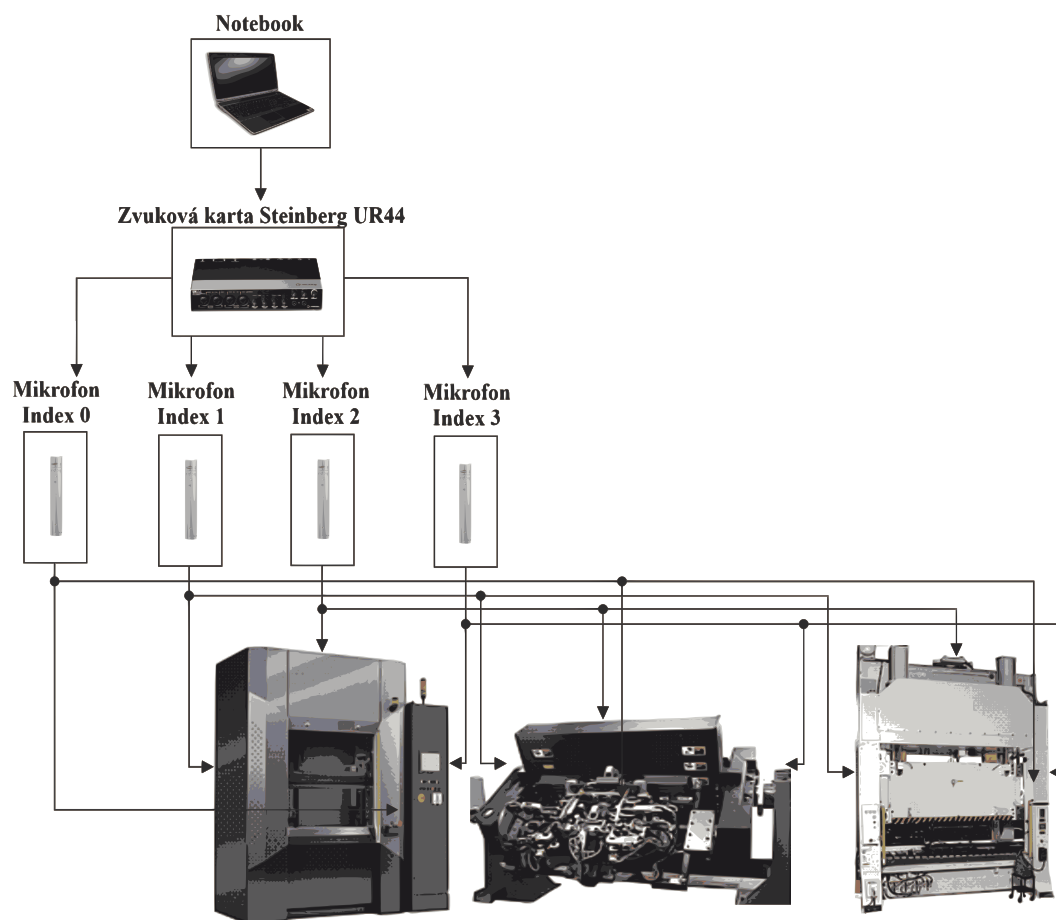 Notebook
Zvuková karta Steinberg UR44
Mikrofon
Index 0
Mikrofon
Index 1
Mikrofon
Index 2
Mikrofon
Index 3